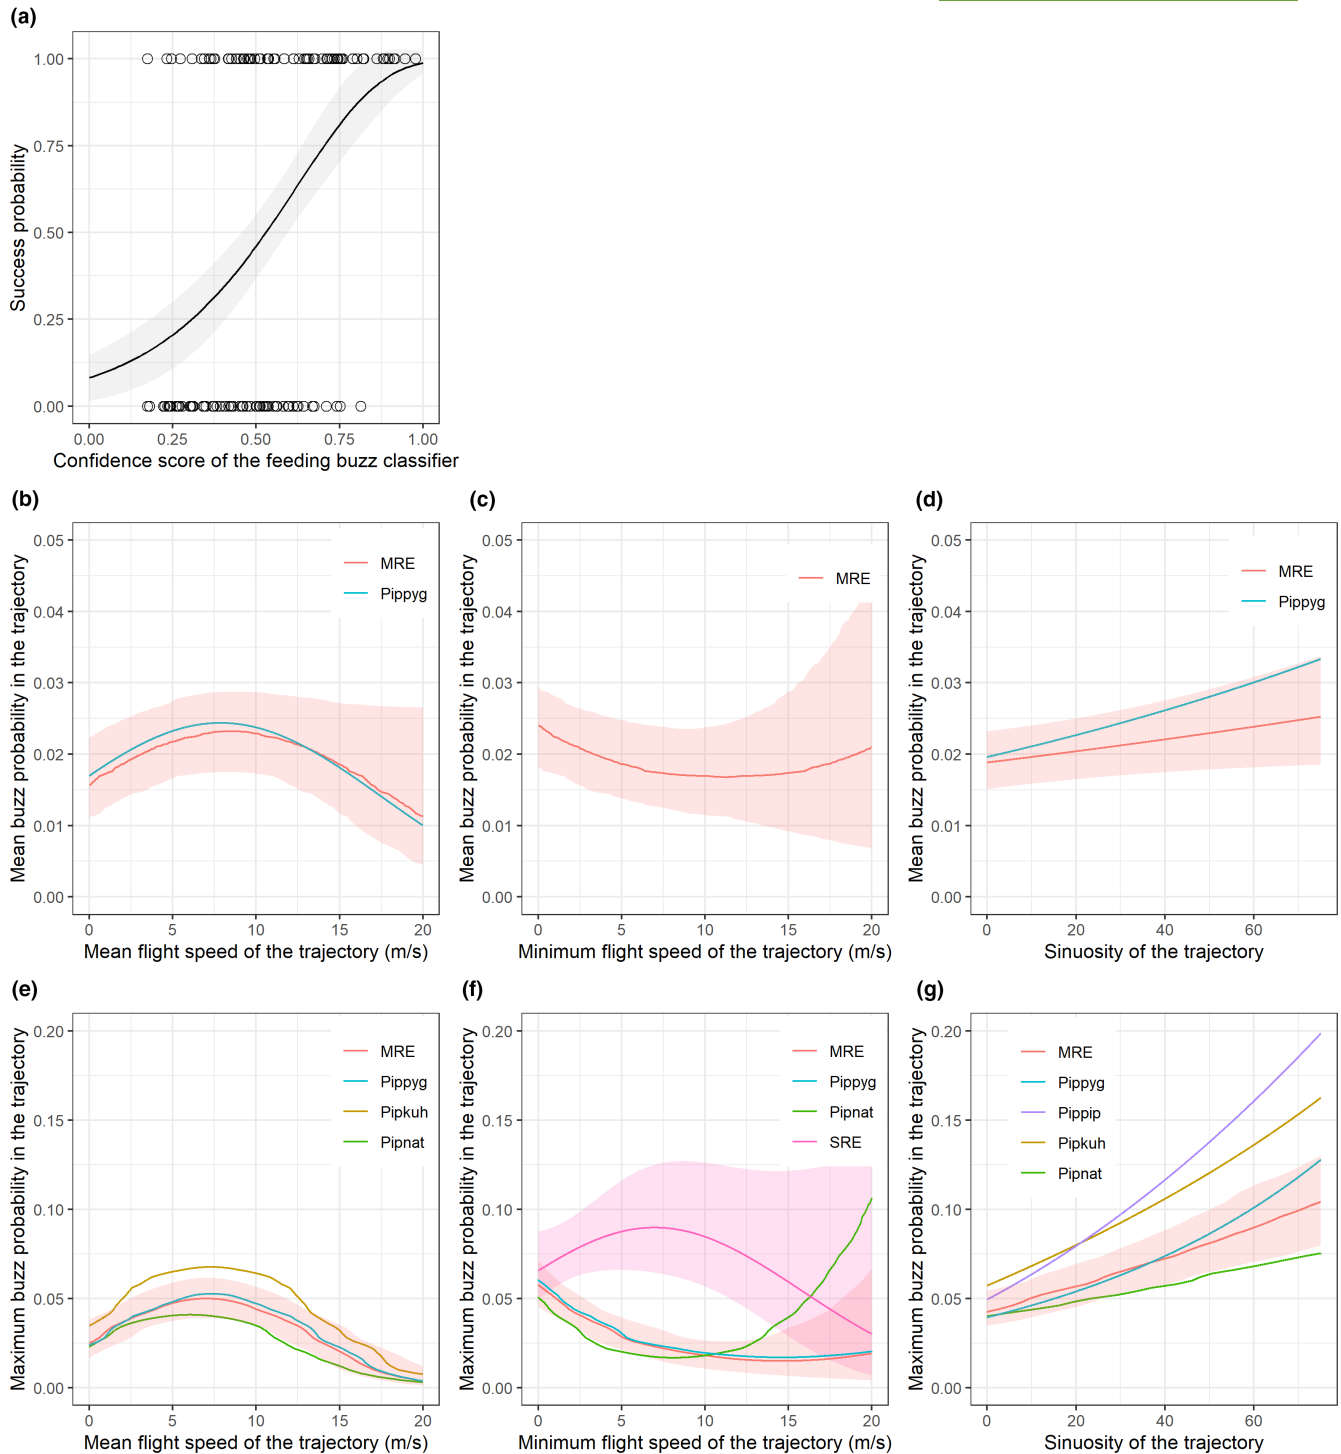 (a)
Success probability
1.00
0.75
0.50
0.25
0.00
0.00 0.25 0.50 0.75 1.00
Confidence score of the feeding buzz classifier
(b)
Mean buzz probability in the trajectory
0.05
0.04
0.03
0.02
0.01
0.00
MRE
Pippyg
0 5 10 15 20
Mean flight speed of the trajectory (m/s)
(c)
Mean buzz probability in the trajectory
0.05
0.04
0.03
0.02
0.01
0.00
MRE
0 5 10 15 20
Minimum flight speed of the trajectory (m/s)
(d)
Mean buzz probability in the trajectory
0.05
0.04
0.03
0.02
0.01
0.00
MRE
Pippyg
0 20 40 60
Sinuosity of the trajectory
(e)
Maximum buzz probability in the trajectory
0.20
0.15
0.10
0.05
0.00
MRE
Pippyg
Pipkuh
Pipnat
0 5 10 15 20
Mean flight speed of the trajectory (m/s)
(f)
Maximum buzz probability in the trajectory
0.20
0.15
0.10
0.05
0.00
MRE
Pippyg
Pipnat
SRE
0 5 10 15 20
Minimum flight speed of the trajectory (m/s)
(g)
Maximum buzz probability in the trajectory
0.20
0.15
0.10
0.05
0.00
MRE
Pippyg
Pippip
Pipkuh
Pipnat
0 20 40 60
Sinuosity of the trajectory